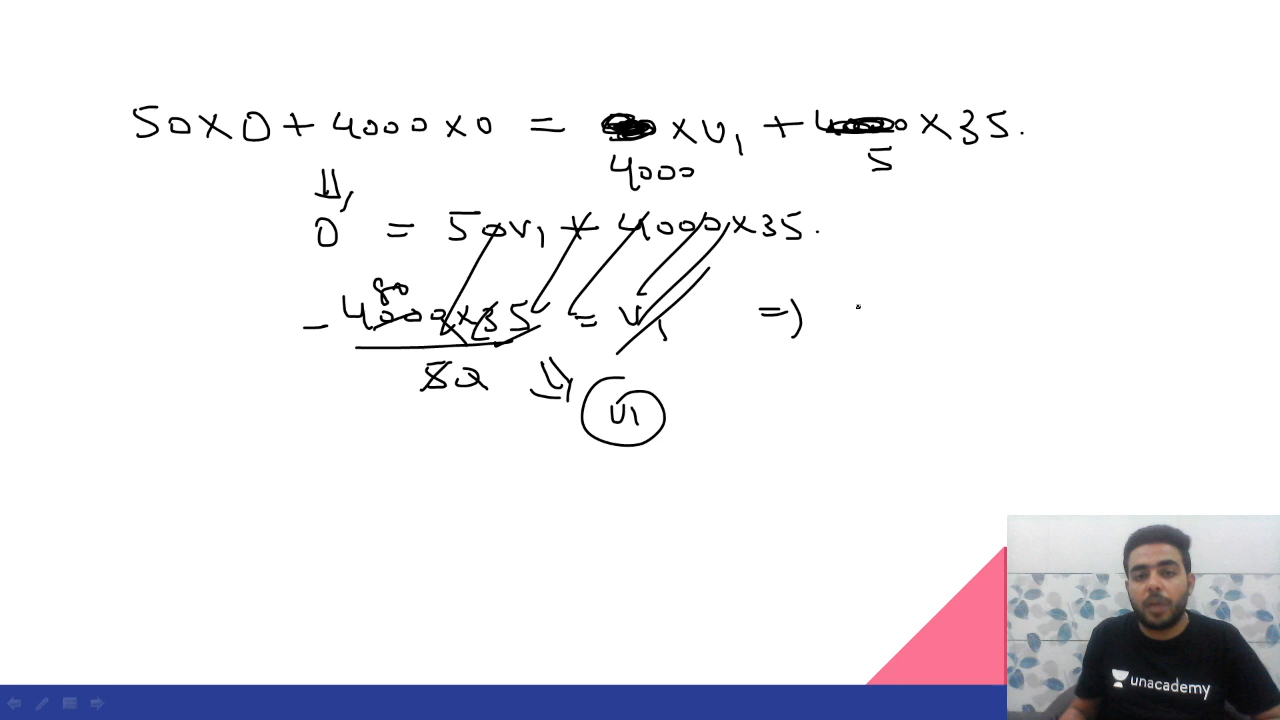 50×0+4000×0 = ×v₁ + 0×35.
4000 5
⇓,
0 = 50v₁ + 4000×35.
80
- 4000×35 = v₁ =>
50 ⇓
v₁
unacademy